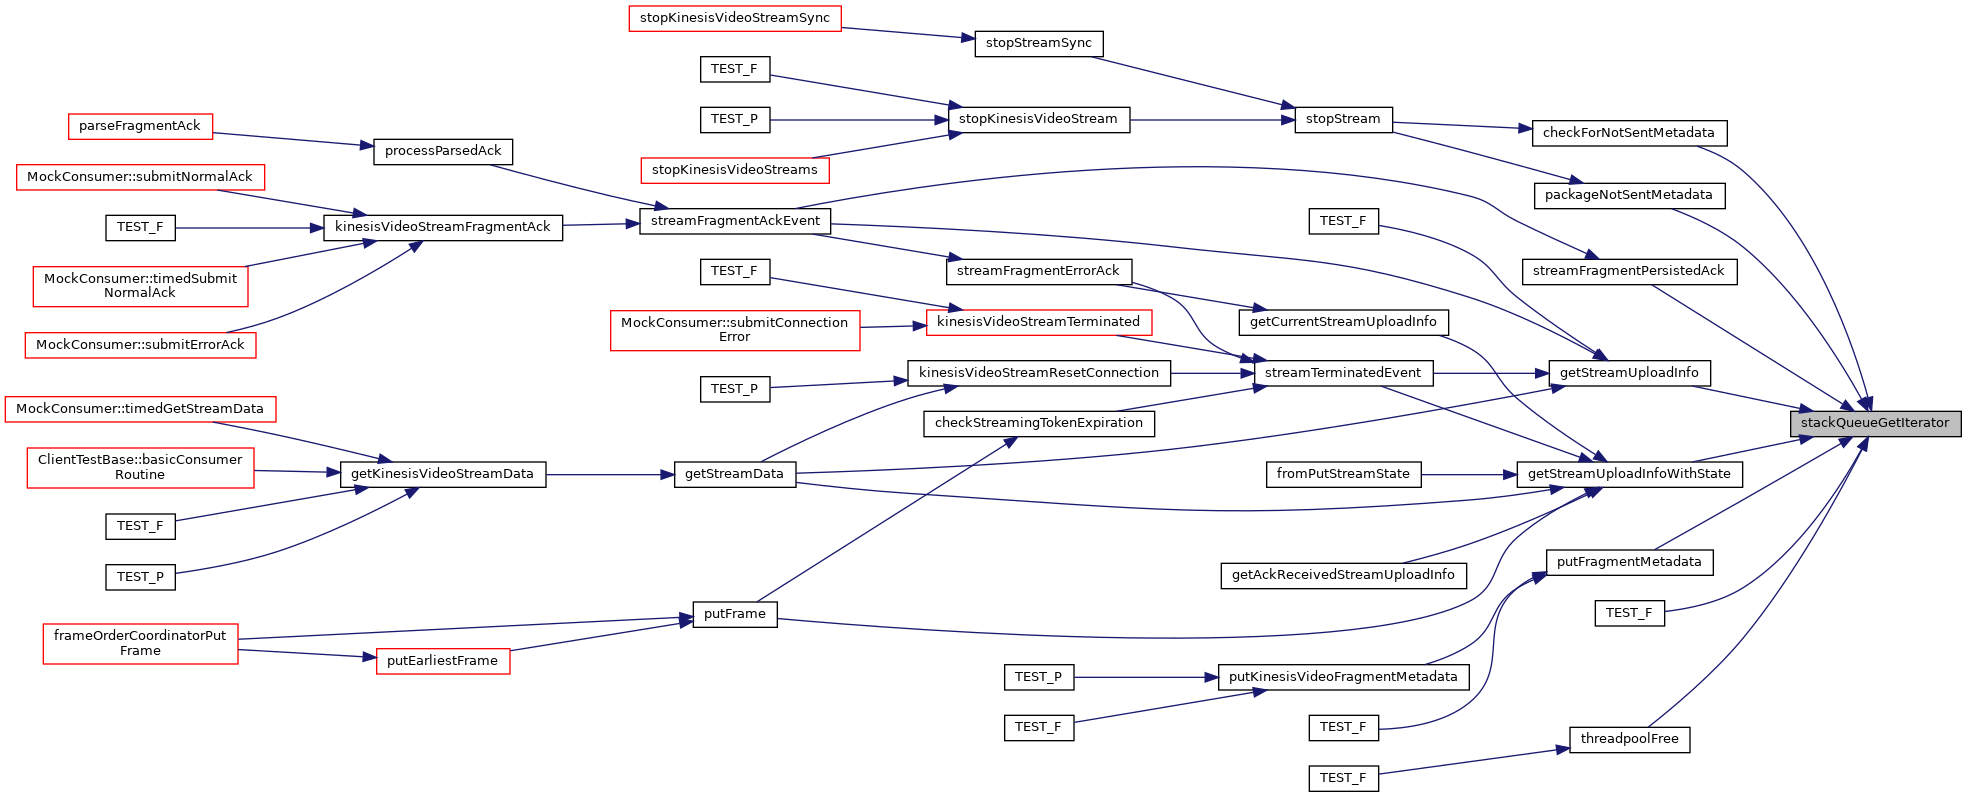 stopKinesisVideoStreamSync
stopStreamSync
TEST_F
TEST_P
stopKinesisVideoStream
stopStream
checkForNotSentMetadata
parseFragmentAck
processParsedAck
stopKinesisVideoStreams
MockConsumer::submitNormalAck
packageNotSentMetadata
TEST_F
kinesisVideoStreamFragmentAck
streamFragmentAckEvent
TEST_F
MockConsumer::timedSubmit
NormalAck
TEST_F
streamFragmentErrorAck
streamFragmentPersistedAck
MockConsumer::submitErrorAck
MockConsumer::submitConnection
Error
kinesisVideoStreamTerminated
getCurrentStreamUploadInfo
TEST_P
kinesisVideoStreamResetConnection
streamTerminatedEvent
getStreamUploadInfo
MockConsumer::timedGetStreamData
checkStreamingTokenExpiration
stackQueueGetIterator
ClientTestBase::basicConsumer
Routine
getKinesisVideoStreamData
getStreamData
fromPutStreamState
getStreamUploadInfoWithState
TEST_F
TEST_P
getAckReceivedStreamUploadInfo
putFragmentMetadata
frameOrderCoordinatorPut
Frame
putEarliestFrame
putFrame
TEST_F
TEST_P
putKinesisVideoFragmentMetadata
TEST_F
TEST_F
threadpoolFree
TEST_F